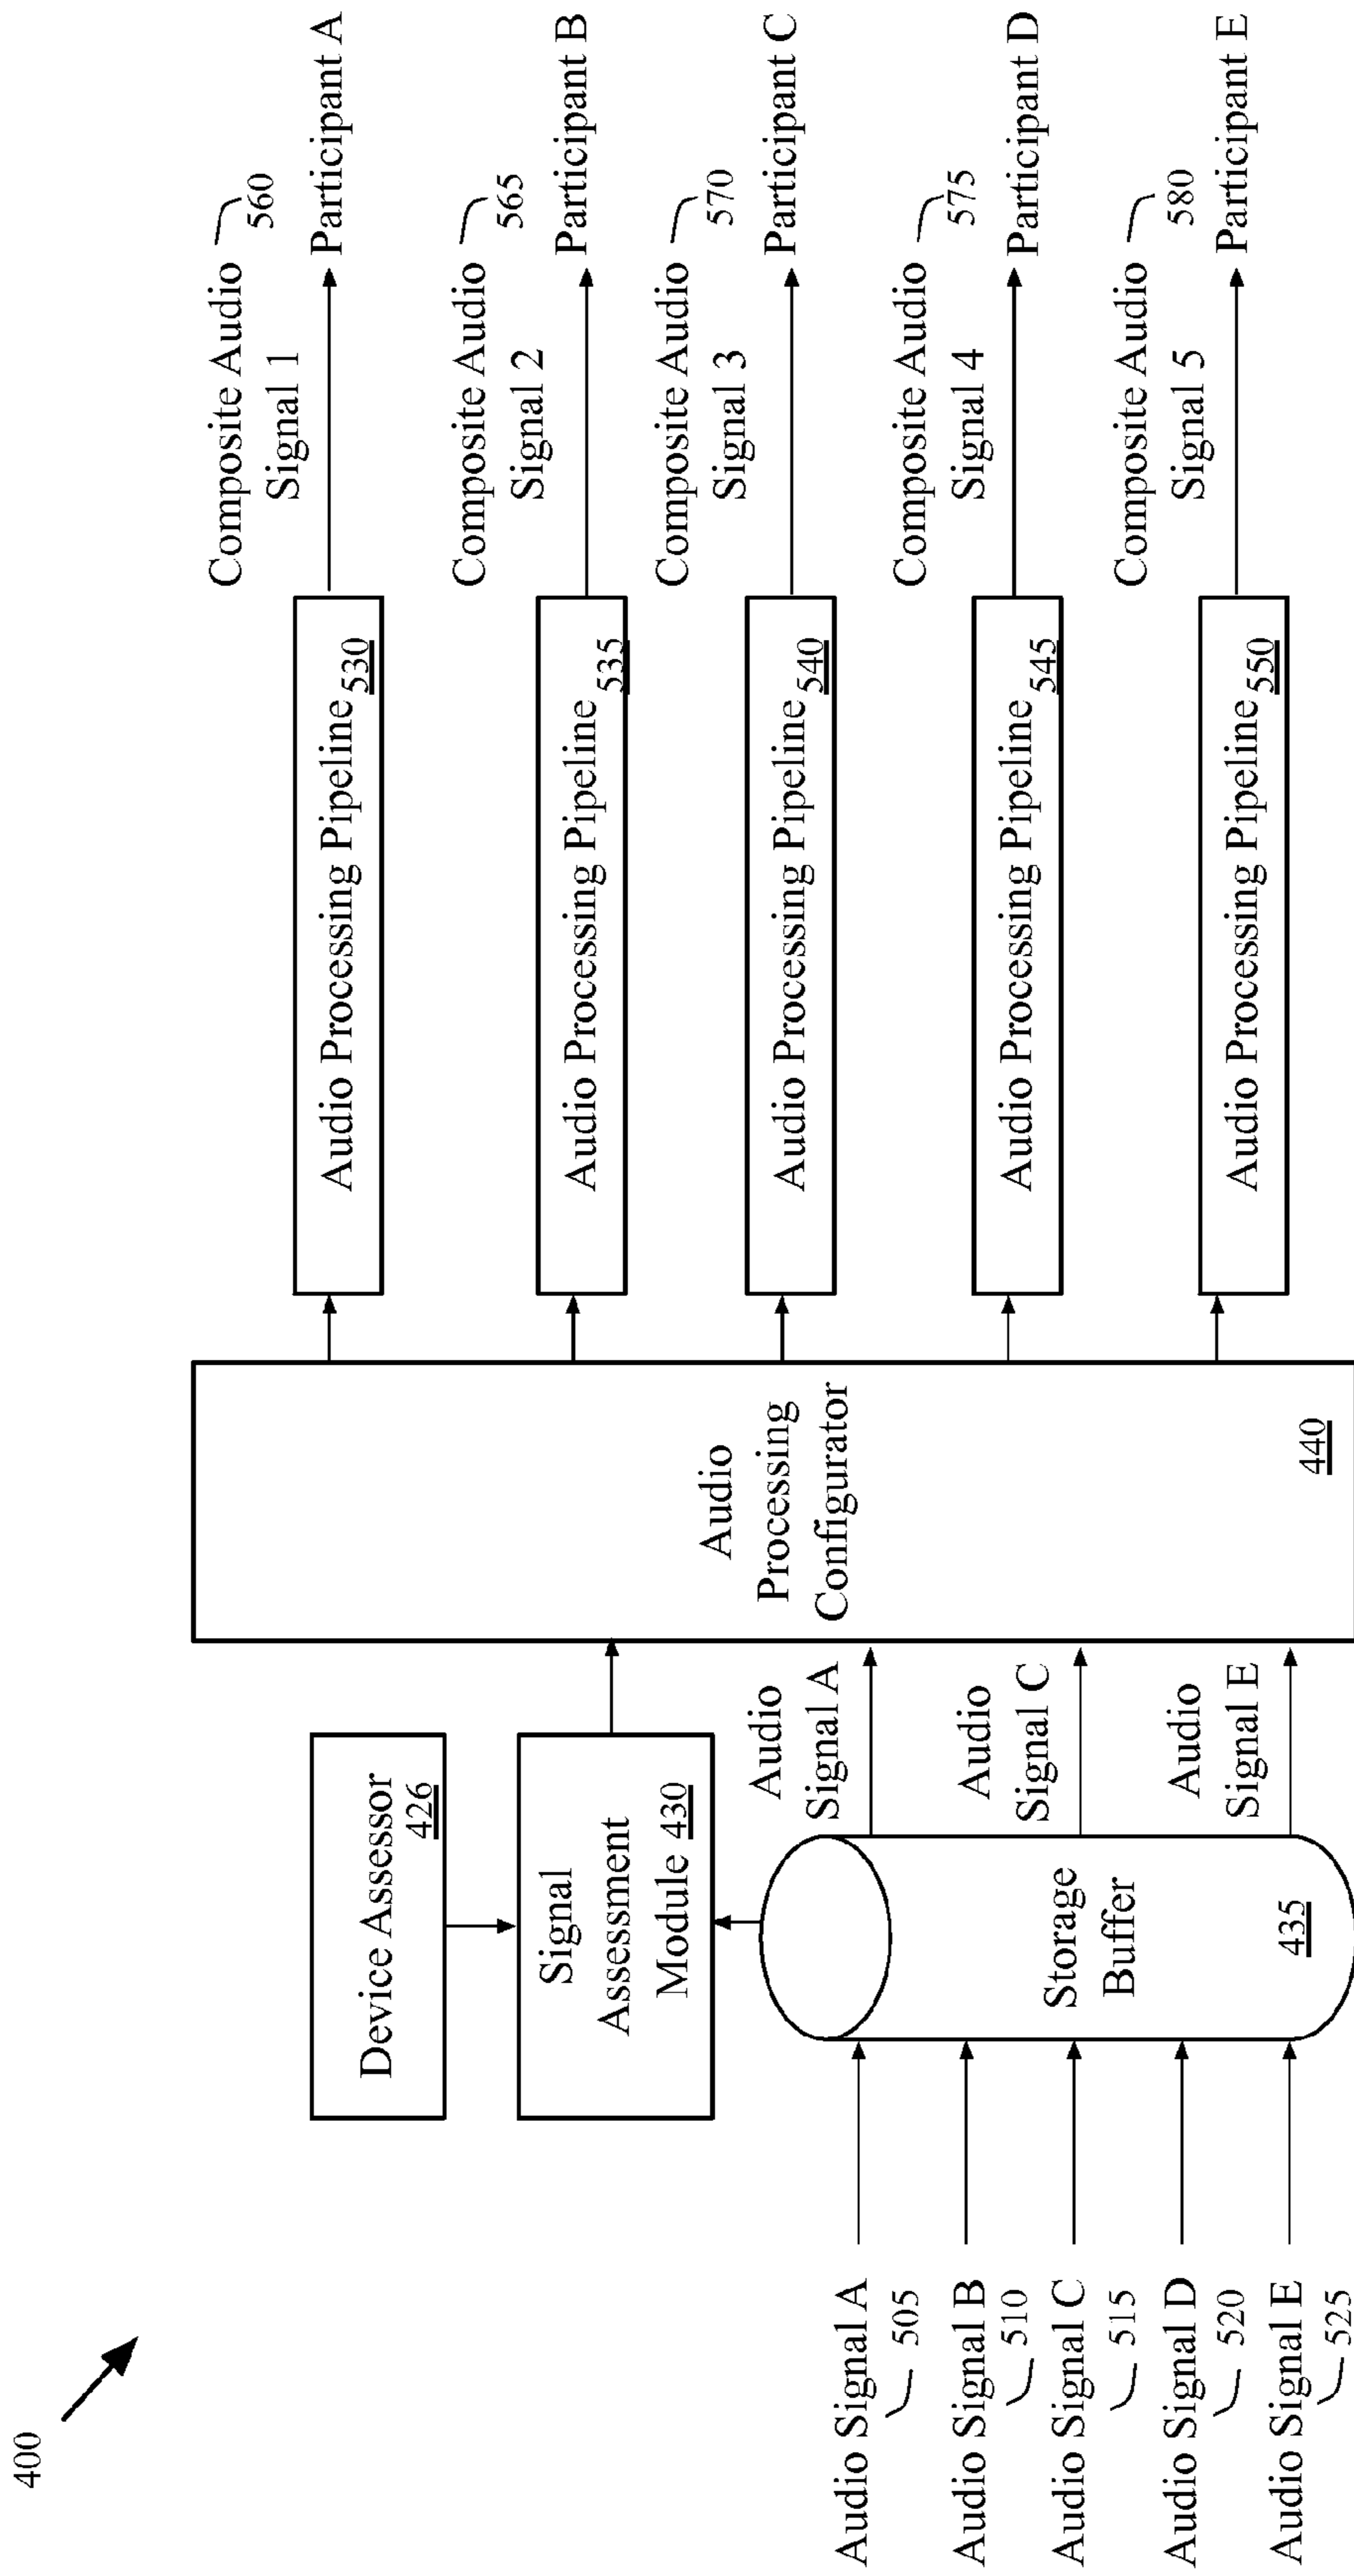 400
Device Assessor
426
Signal
Assessment
Module 430
Audio Signal A
505
Audio Signal B
510
Audio Signal C
515
Audio Signal D
520
Audio Signal E
525
Storage
Buffer
435
Audio
Signal A
Audio
Signal C
Audio
Signal E
Audio
Processing
Configurator
440
Audio Processing Pipeline
530
Audio Processing Pipeline
535
Audio Processing Pipeline
540
Audio Processing Pipeline
545
Audio Processing Pipeline
550
Composite Audio
Signal 1
560
Participant A
Composite Audio
Signal 2
565
Participant B
Composite Audio
Signal 3
570
Participant C
Composite Audio
Signal 4
575
Participant D
Composite Audio
Signal 5
580
Participant E